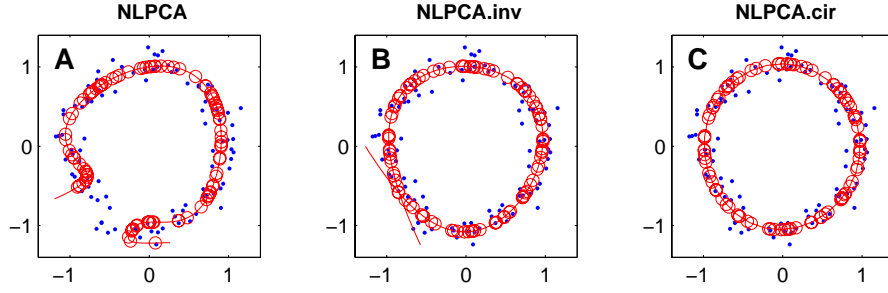 NLPCA NLPCA.inv NLPCA.cir
A B C
1 1 1
0 0 0
−1 −1 −1
−1 0 1 −1 0 1 −1 0 1